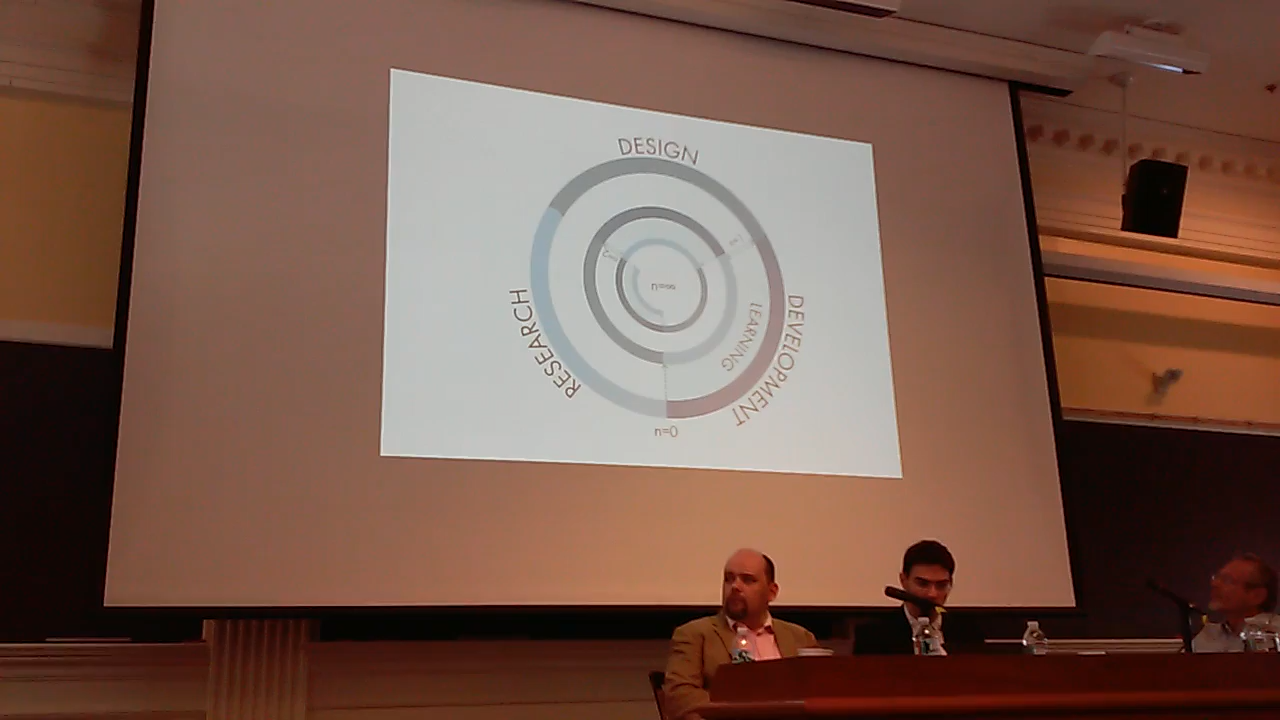 DESIGN
RESEARCH
DEVELOPMENT
LEARNING
n=∞
n=0